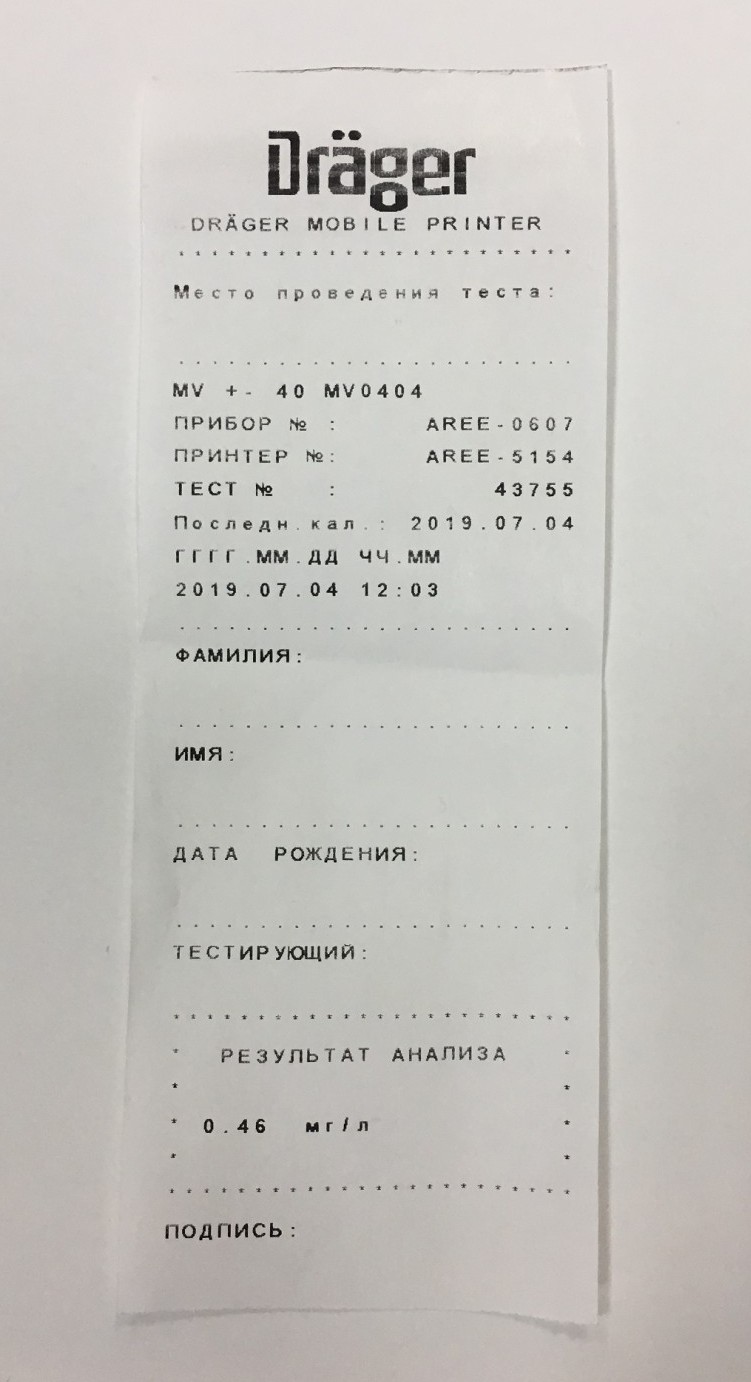 Dräger
DRÄGER MOBILE PRINTER
Место проведения теста:
MV +- 40 MV0404
ПРИБОР № : AREE-0607
ПРИНТЕР №: AREE-5154
ТЕСТ № : 43755
Последн.кал.: 2019.07.04
ГГГГ.ММ.ДД ЧЧ.ММ
2019.07.04 12:03
ФАМИЛИЯ:
ИМЯ:
ДАТА РОЖДЕНИЯ:
ТЕСТИРУЮЩИЙ:
* РЕЗУЛЬТАТ АНАЛИЗА *
* 0.46 мг/л *
ПОДПИСЬ: